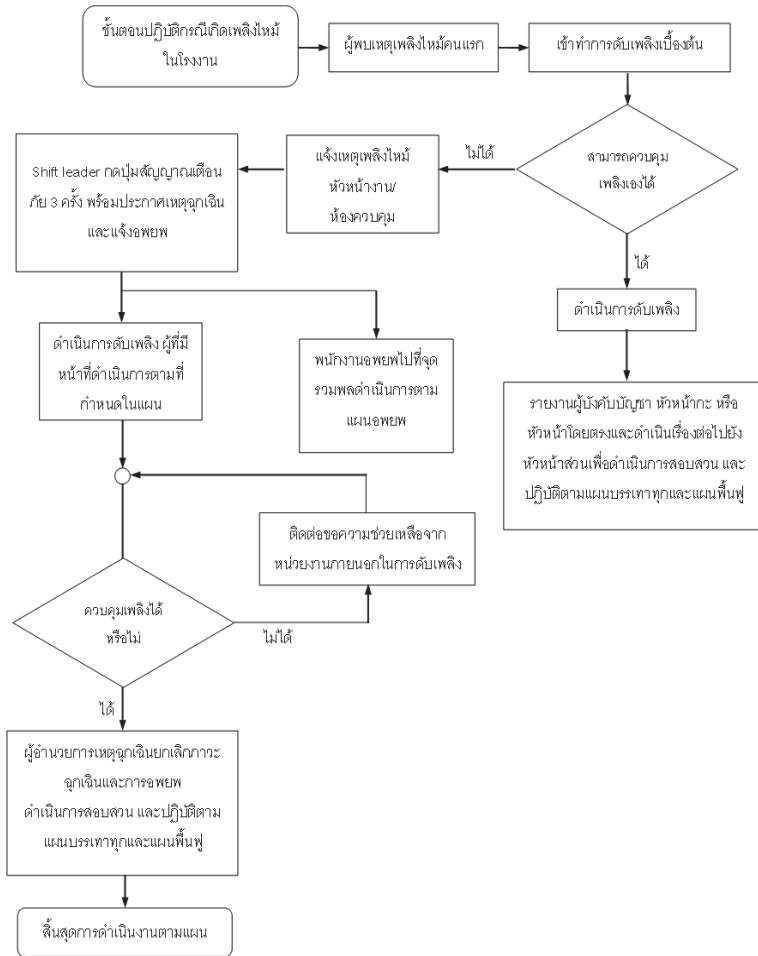 ขั้นตอนปฏิบัติกรณีเกิดเพลิงไหม้
ในโรงงาน
ผู้พบเหตุเพลิงไหม้คนแรก
เข้าทำการดับเพลิงเบื้องต้น
สามารถควบคุม
เพลิงเองได้
ไม่ได้
แจ้งเหตุเพลิงไหม้
หัวหน้างาน/
ห้องควบคุม
Shift leader กดปุ่มสัญญาณเตือน
ภัย 3 ครั้ง พร้อมประกาศเหตุฉุกเฉิน
และแจ้งอพยพ
ได้
ดำเนินการดับเพลิง
รายงานผู้บังคับบัญชา หัวหน้ากะ หรือ
หัวหน้าโดยตรงและดำเนินเรื่องต่อไปยัง
หัวหน้าส่วนเพื่อดำเนินการสอบสวน และ
ปฏิบัติตามแผนบรรเทาทุกและแผนพื้นฟู
ดำเนินการดับเพลิง ผู้ที่มี
หน้าที่ดำเนินการตามที่
กำหนดในแผน
พนักงานอพยพไปที่จุด
รวมพลดำเนินการตาม
แผนอพยพ
ติดต่อขอความช่วยเหลือจาก
หน่วยงานภายนอกในการดับเพลิง
ควบคุมเพลิงได้
หรือไม่
ไม่ได้
ได้
ผู้อำนวยการเหตุฉุกเฉินยกเลิกภาวะ
ฉุกเฉินและการอพยพ
ดำเนินการสอบสวน และปฏิบัติตาม
แผนบรรเทาทุกและแผนพื้นฟู
สิ้นสุดการดำเนินงานตามแผน